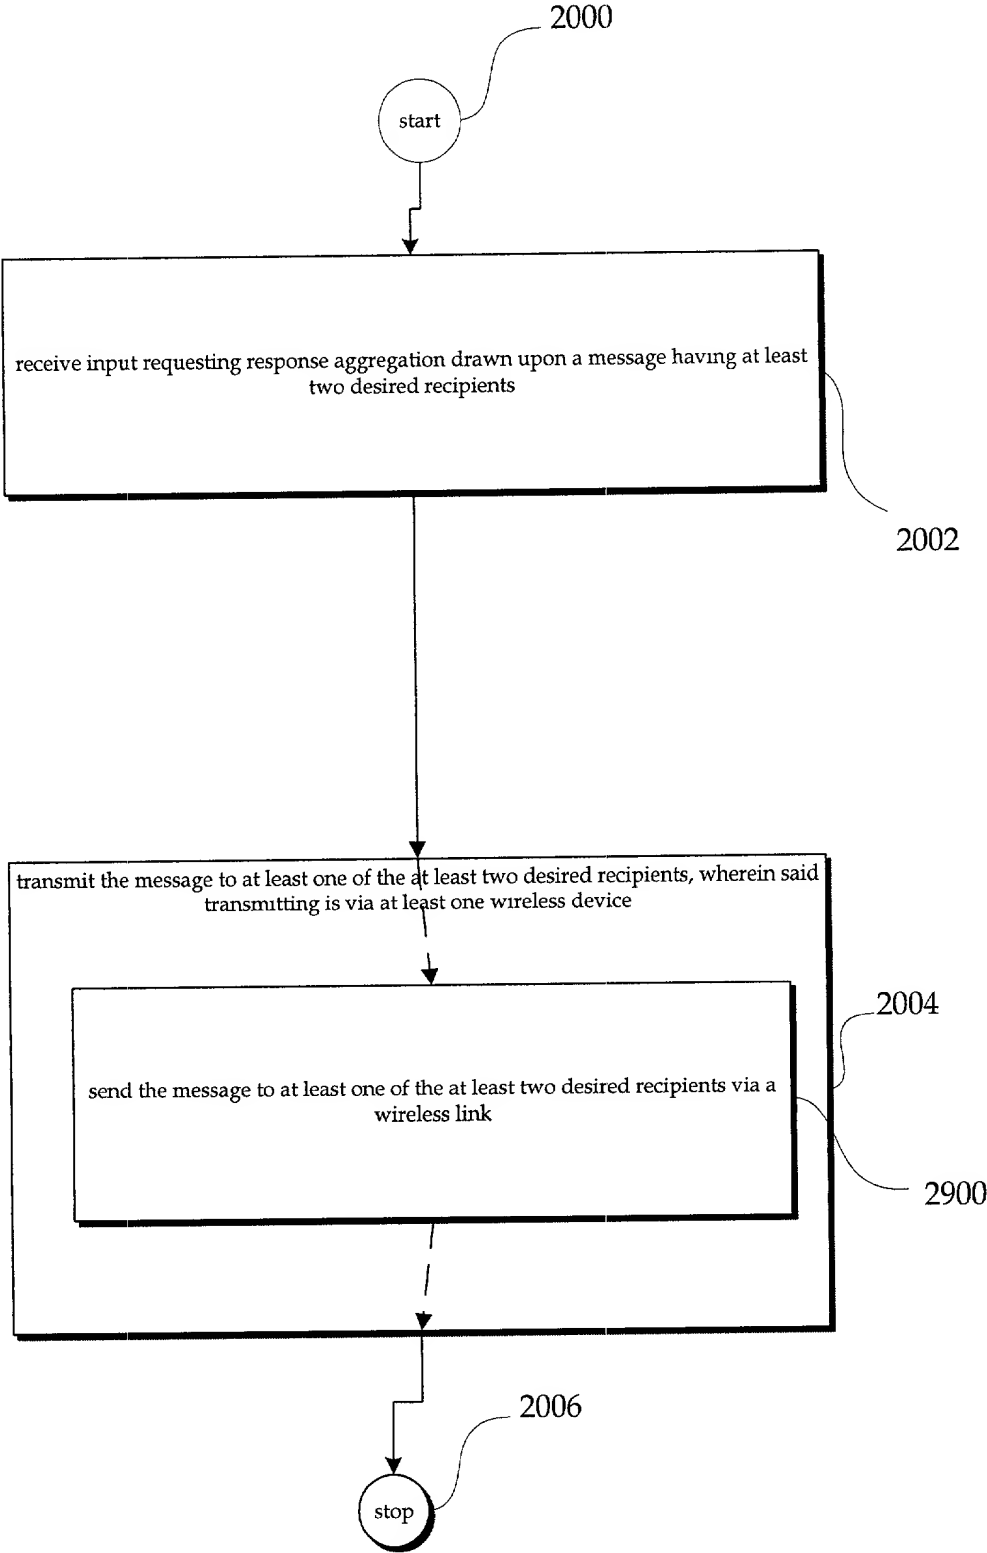 2000
start
receive input requesting response aggregation drawn upon a message having at least
two desired recipients
2002
transmit the message to at least one of the at least two desired recipients, wherein said
transmitting is via at least one wireless device
2004
send the message to at least one of the at least two desired recipients via a
wireless link
2900
2006
stop